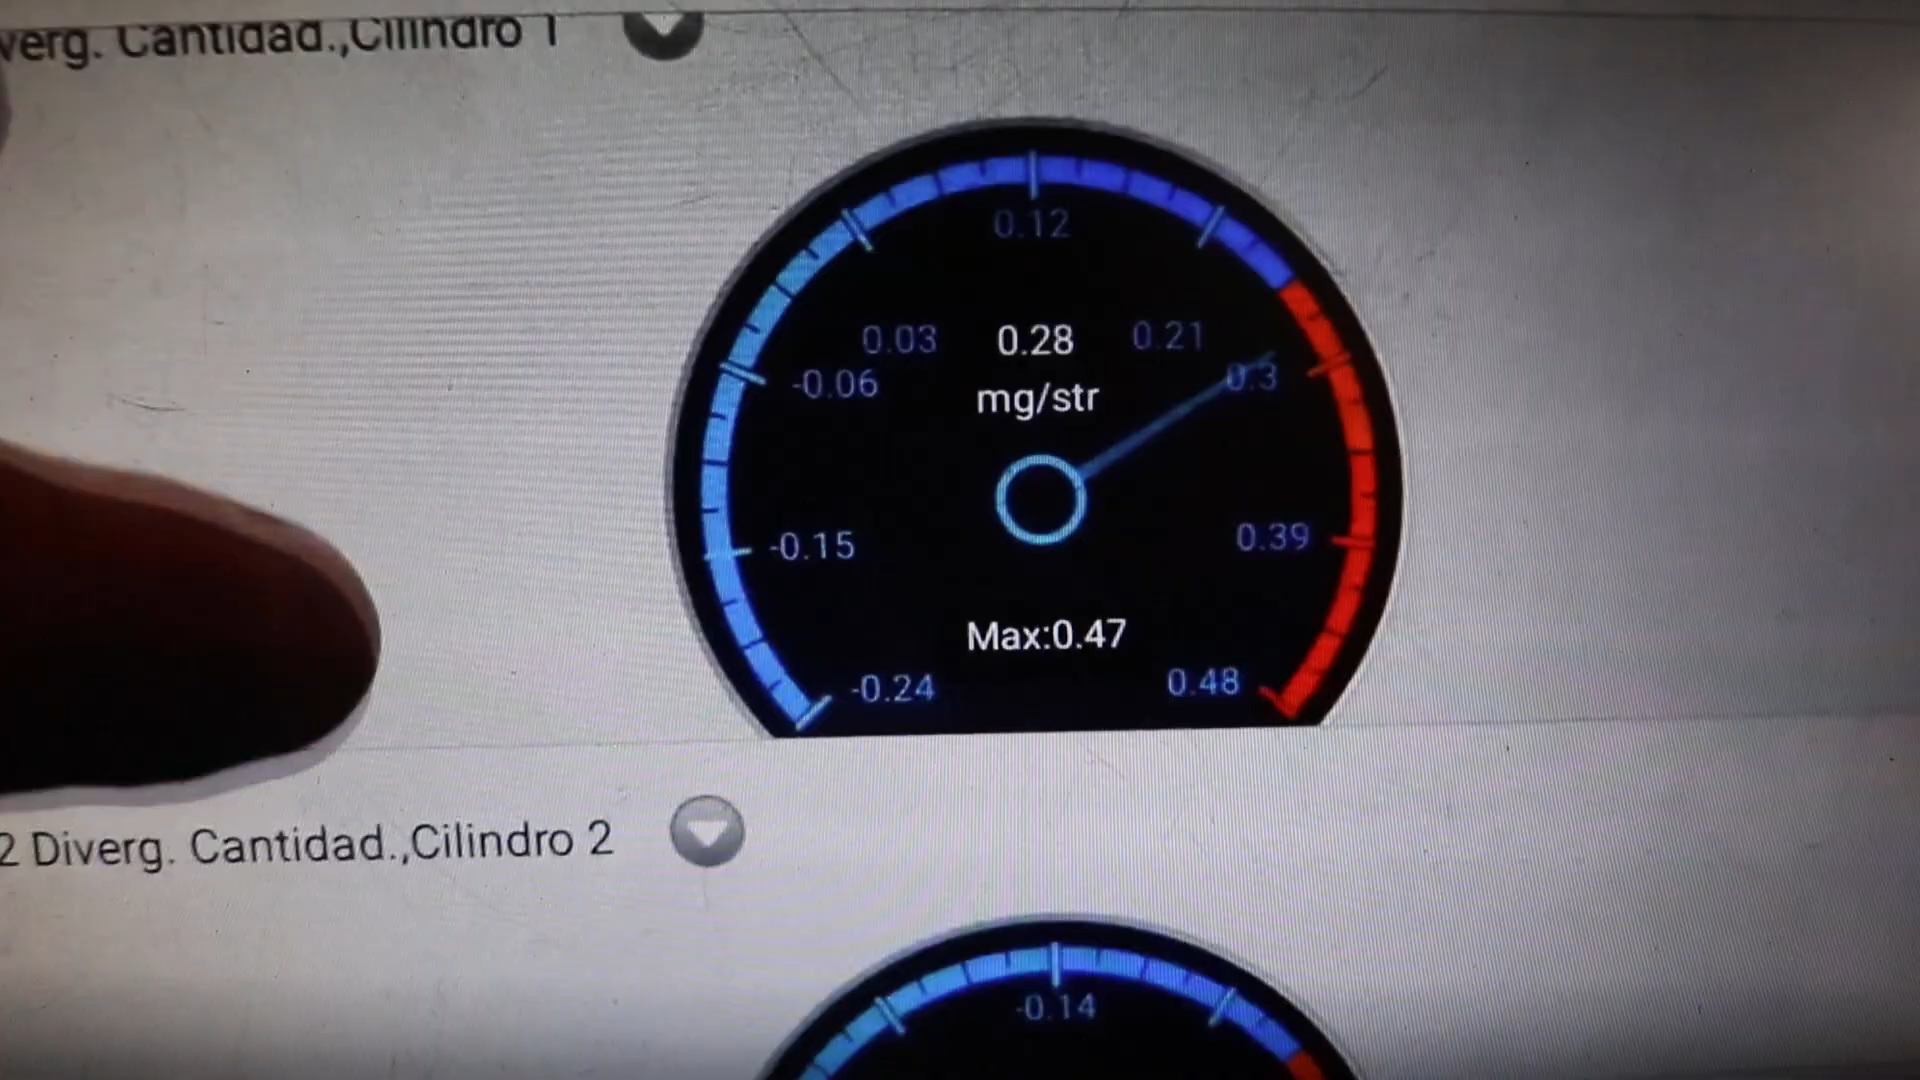 verg. Cantidad.,Cilindro 1
0.12
0.03 0.28 0.21
-0.06 mg/str 0.3
-0.15 0.39
Max:0.47
-0.24 0.48
2 Diverg. Cantidad.,Cilindro 2
-0.14